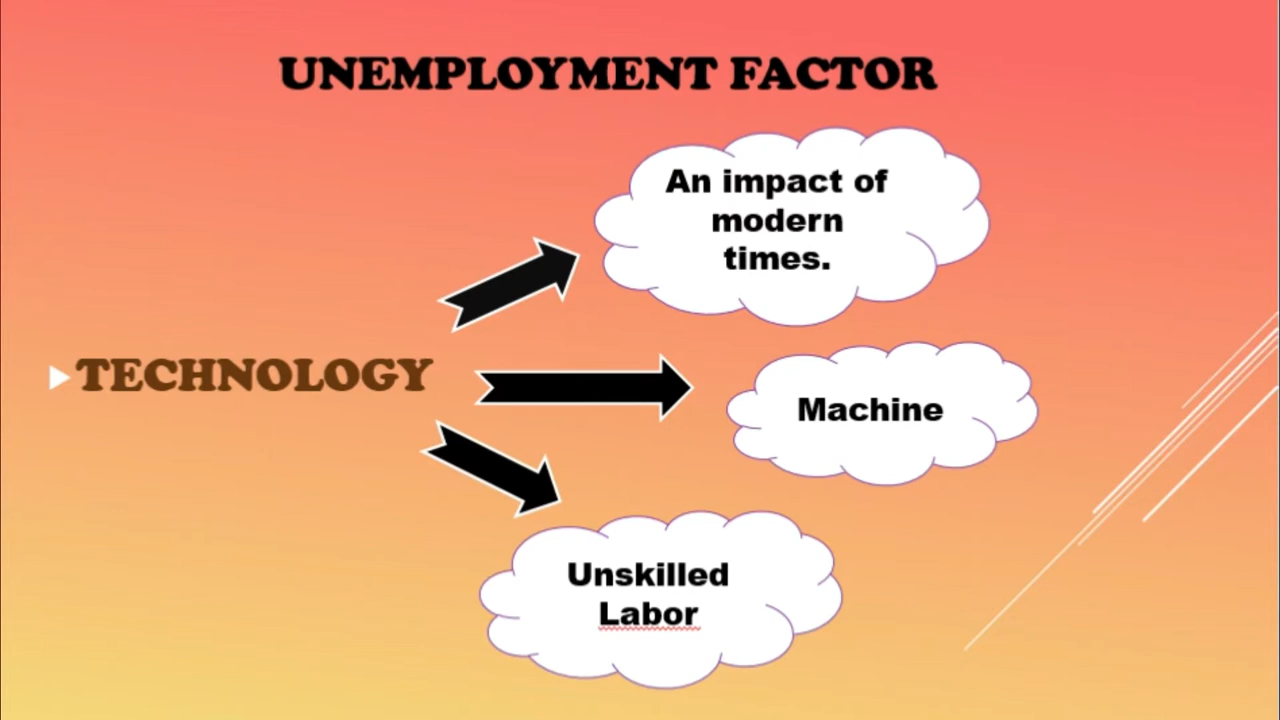 UNEMPLOYMENT FACTOR
An impact of
modern
times.
TECHNOLOGY
Machine
Unskilled
Labor